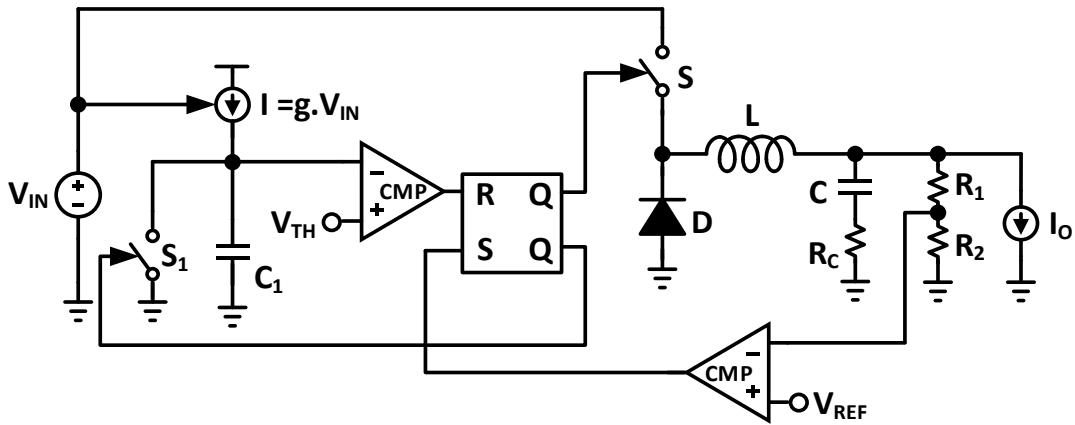 S
I =g.V_IN
L
V_IN
CMP
-
+
R
Q
S
Q
V_TH
C
R_1
R_C
R_2
I_O
D
S_1
C_1
CMP
-
+
V_REF
+
-